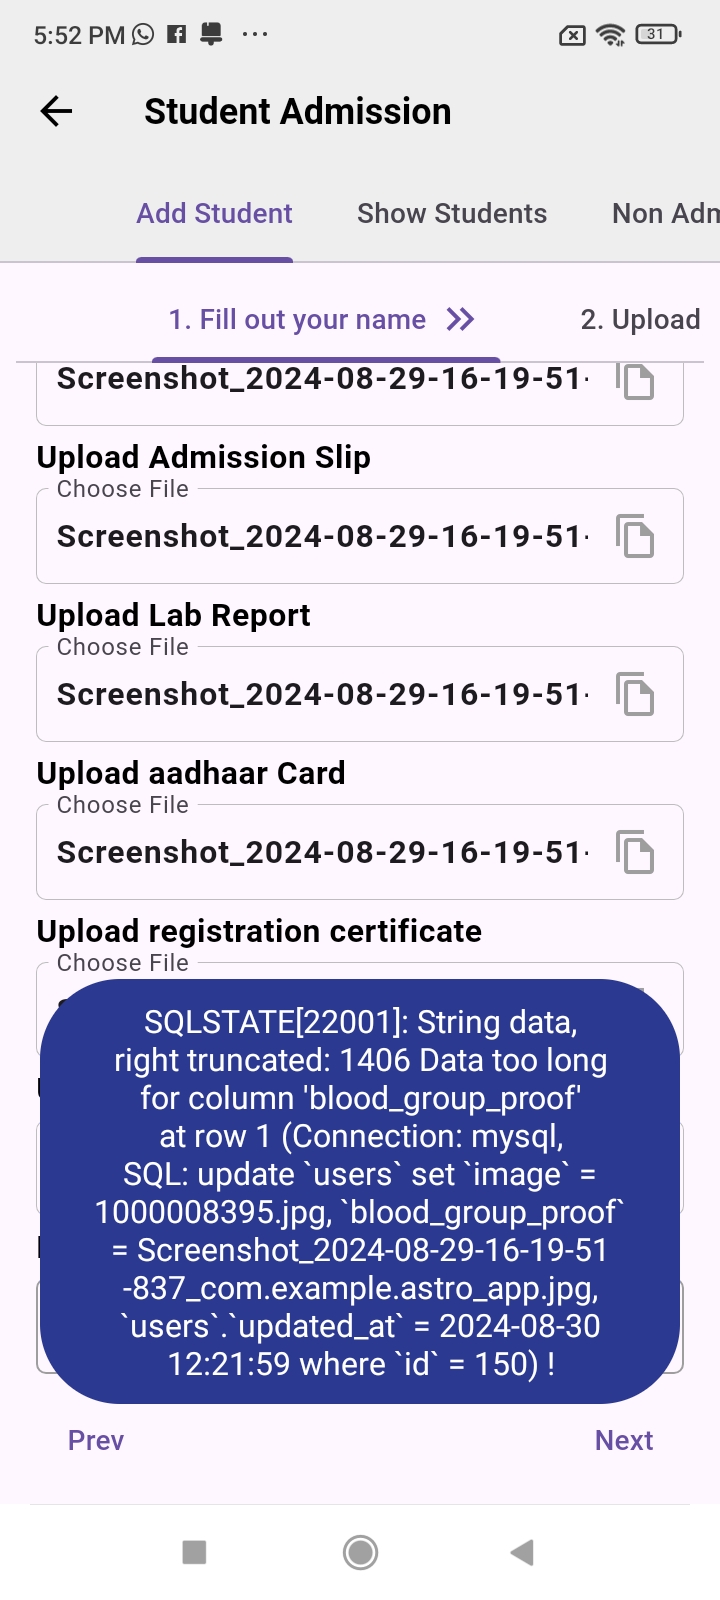 5:52 PM
31
Student Admission
Add Student
Show Students
Non Adm
1. Fill out your name
2. Upload
Screenshot_2024-08-29-16-19-51-
Upload Admission Slip
Choose File
Screenshot_2024-08-29-16-19-51-
Upload Lab Report
Choose File
Screenshot_2024-08-29-16-19-51-
Upload aadhaar Card
Choose File
Screenshot_2024-08-29-16-19-51-
Upload registration certificate
Choose File
SQLSTATE[22001]: String data,
right truncated: 1406 Data too long
for column 'blood_group_proof'
at row 1 (Connection: mysql,
SQL: update `users` set `image` =
1000008395.jpg, `blood_group_proof`
= Screenshot_2024-08-29-16-19-51
-837_com.example.astro_app.jpg,
`users`.`updated_at` = 2024-08-30
12:21:59 where `id` = 150) !
Prev
Next